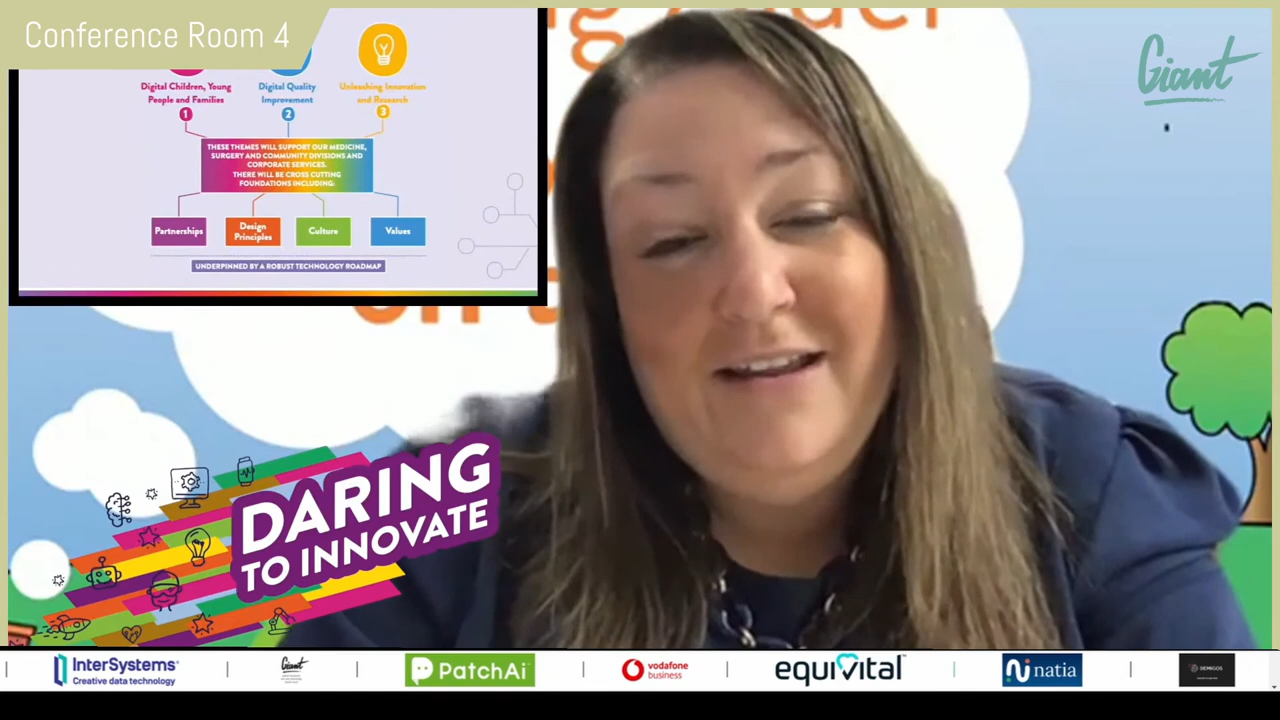 Conference Room 4
Giant
Digital Children, Young
People and Families
Digital Quality
Improvement
Unleashing Innovation
and Research
1
2
3
THESE THEMES WILL SUPPORT OUR MEDICINE,
SURGERY AND COMMUNITY DIVISIONS AND
CORPORATE SERVICES.
THERE WILL BE CROSS CUTTING
FOUNDATIONS INCLUDING:
Partnerships
Design
Principles
Culture
Values
UNDERPINNED BY A ROBUST TECHNOLOGY ROADMAP
DARING
TO INNOVATE
InterSystems
Creative data technology
Giant
PatchAi
vodafone
business
equivital
natia
DEMIGOS